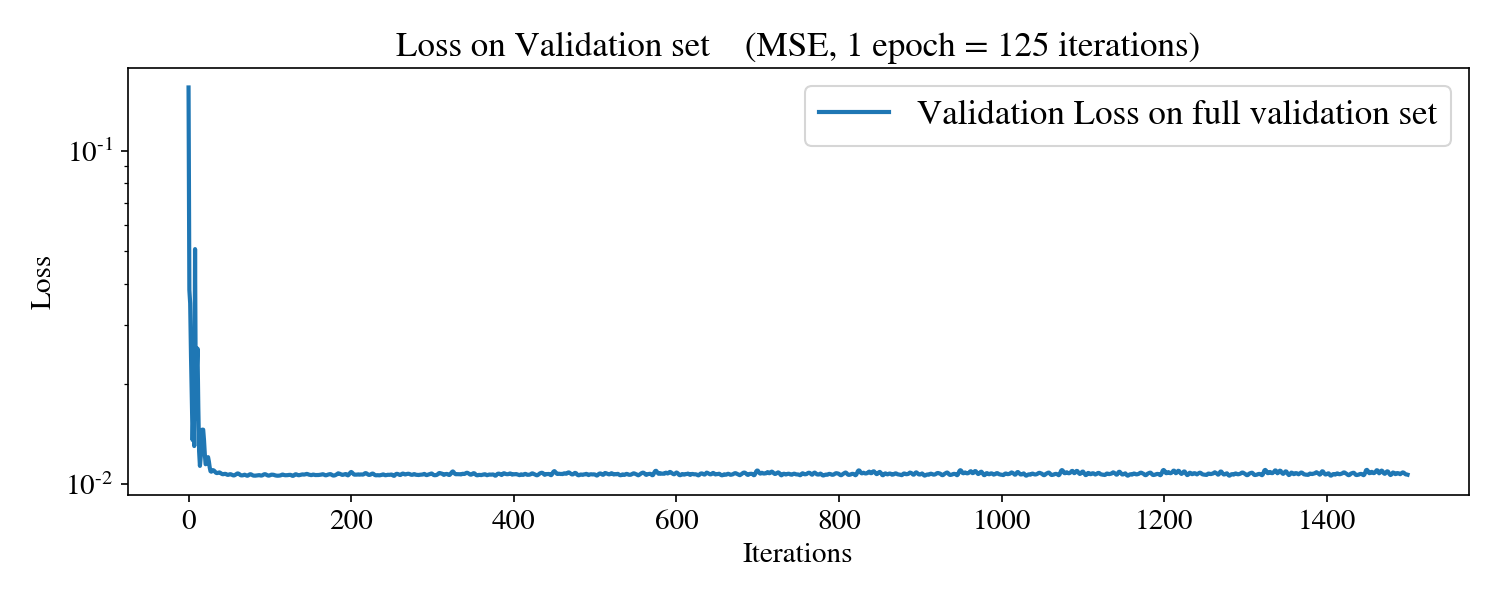 Loss on Validation set    (MSE, 1 epoch = 125 iterations)
Validation Loss on full validation set
10⁻¹
10⁻²
Loss
0 200 400 600 800 1000 1200 1400
Iterations